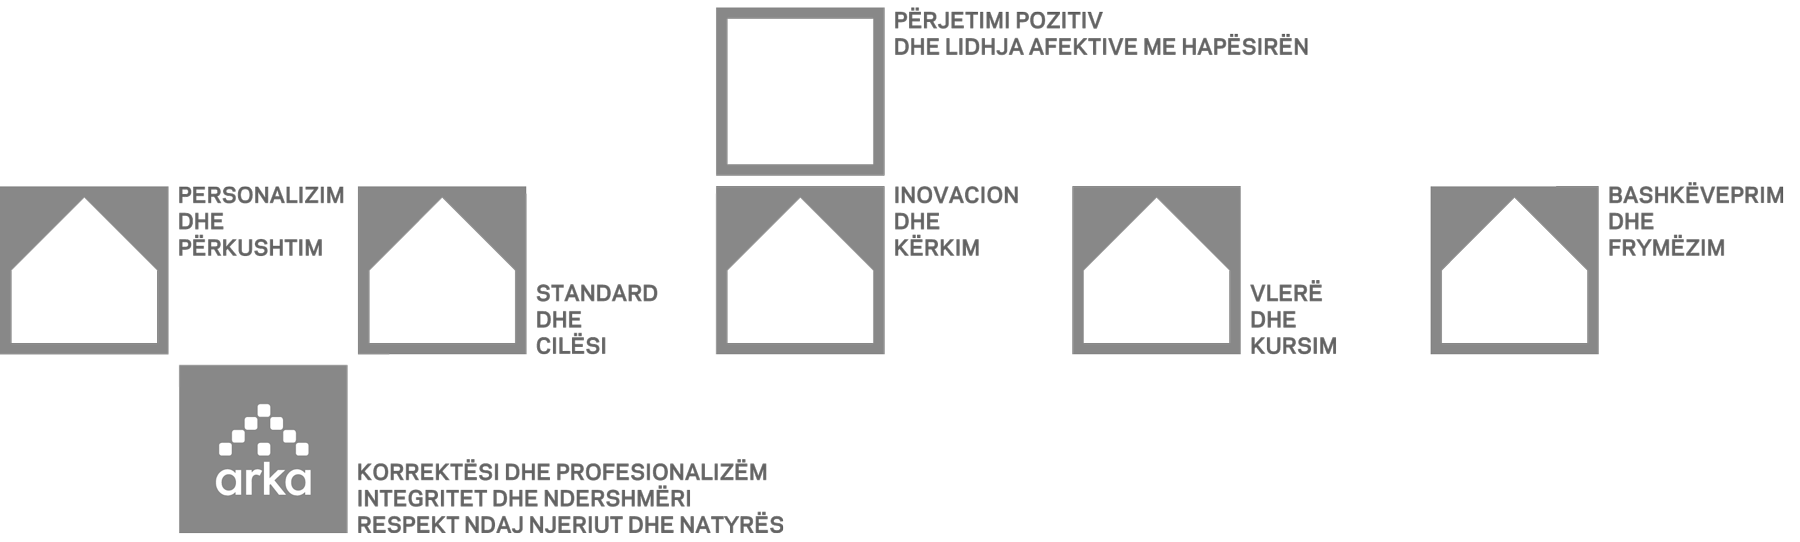 PËRJETIMI POZITIV
DHE LIDHJA AFEKTIVE ME HAPËSIRËN
PERSONALIZIM
DHE
PËRKUSHTIM
STANDARD
DHE
CILËSI
INOVACION
DHE
KËRKIM
VLERË
DHE
KURSIM
BASHKËVEPRIM
DHE
FRYMËZIM
arka
KORREKTËSI DHE PROFESIONALIZËM
INTEGRITET DHE NDERSHMËRI
RESPEKT NDAJ NJERIUT DHE NATYRËS